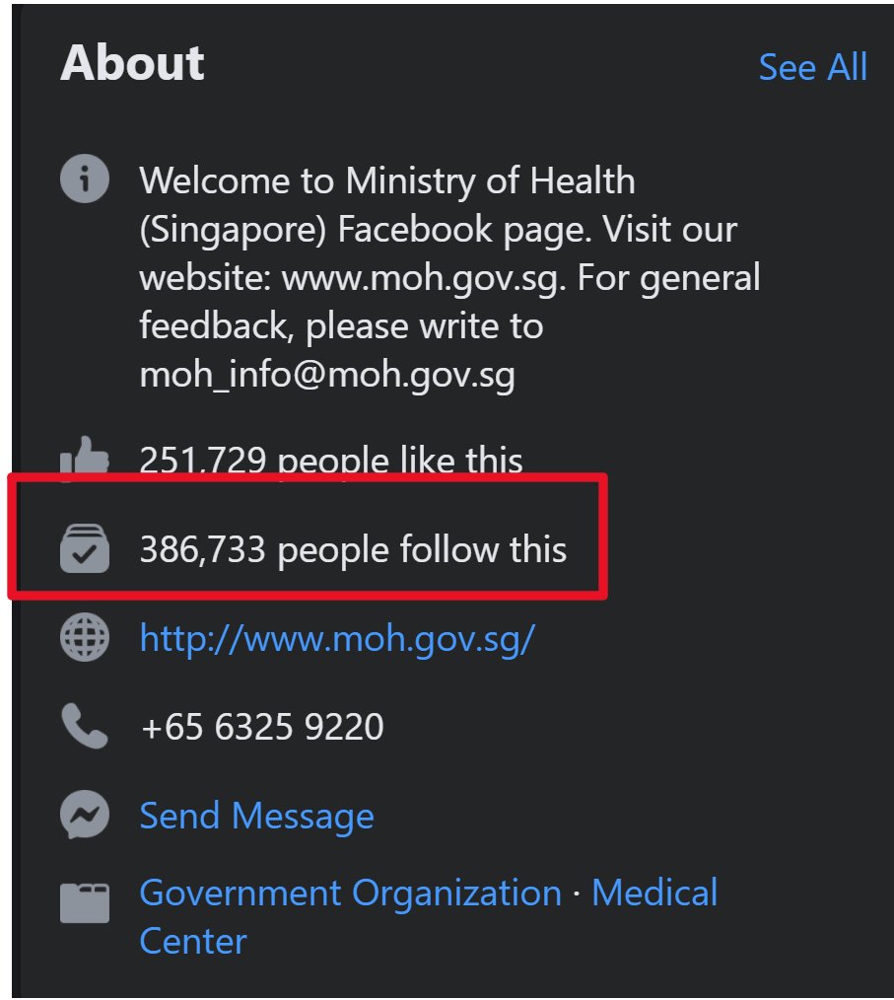 About
See All
Welcome to Ministry of Health
(Singapore) Facebook page. Visit our
website: www.moh.gov.sg. For general
feedback, please write to
moh_info@moh.gov.sg
251,729 people like this
386,733 people follow this
http://www.moh.gov.sg/
+65 6325 9220
Send Message
Government Organization · Medical
Center